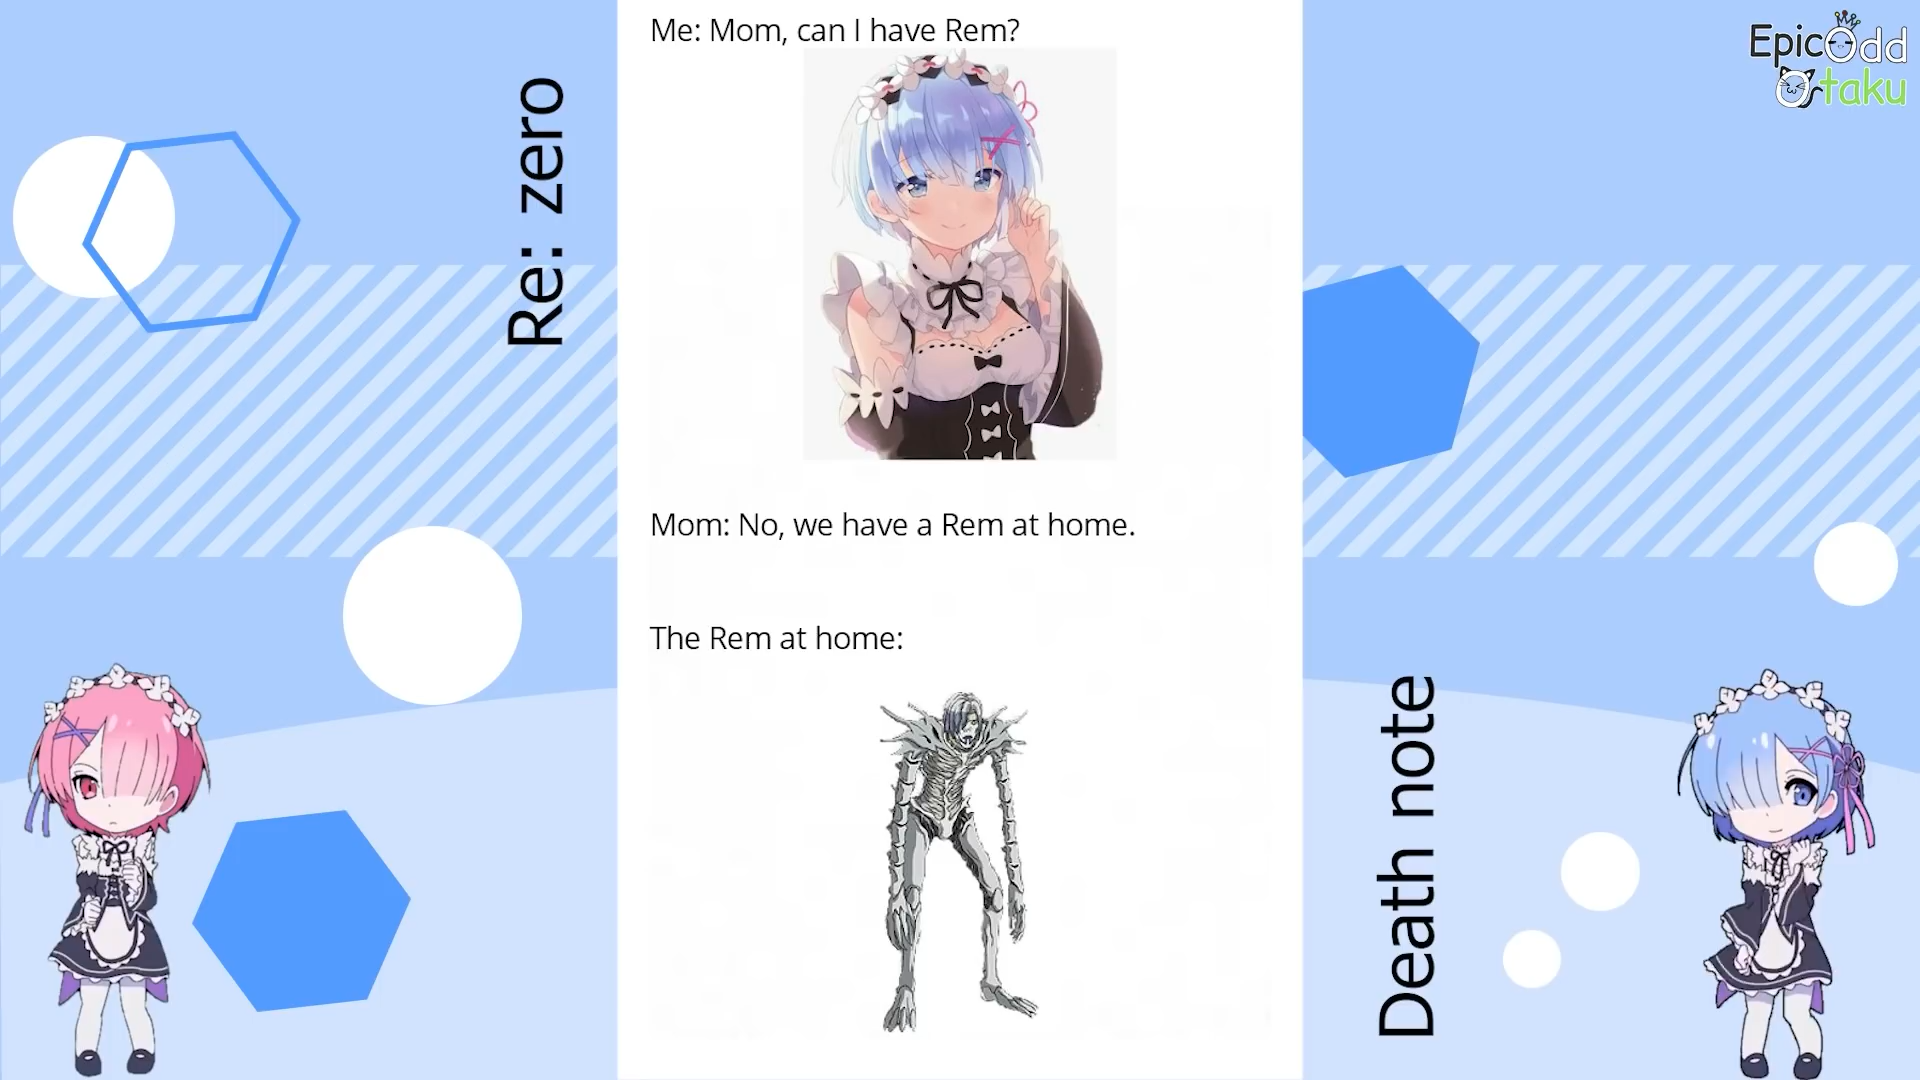 Me: Mom, can I have Rem?
EpicOdd
Otaku
Re: zero
Mom: No, we have a Rem at home.
The Rem at home:
Death note